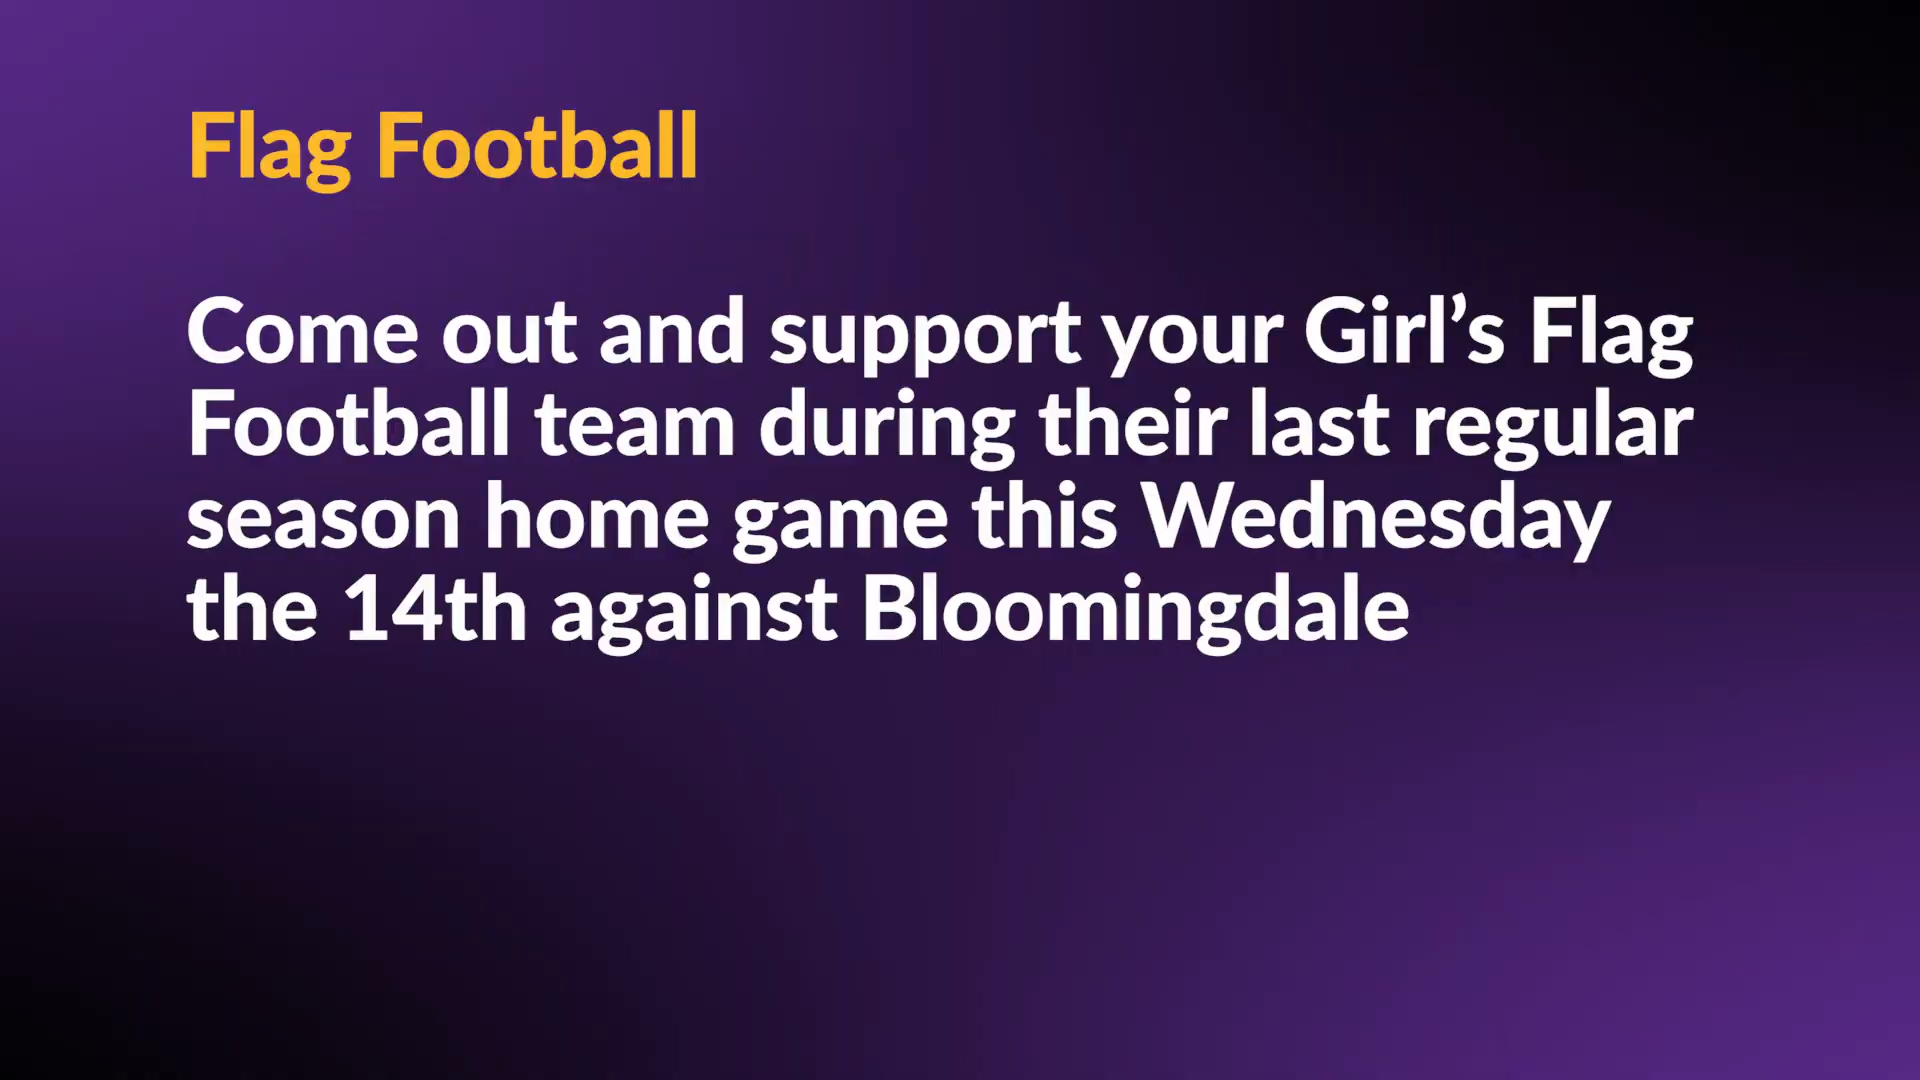 Flag Football
Come out and support your Girl’s Flag
Football team during their last regular
season home game this Wednesday
the 14th against Bloomingdale